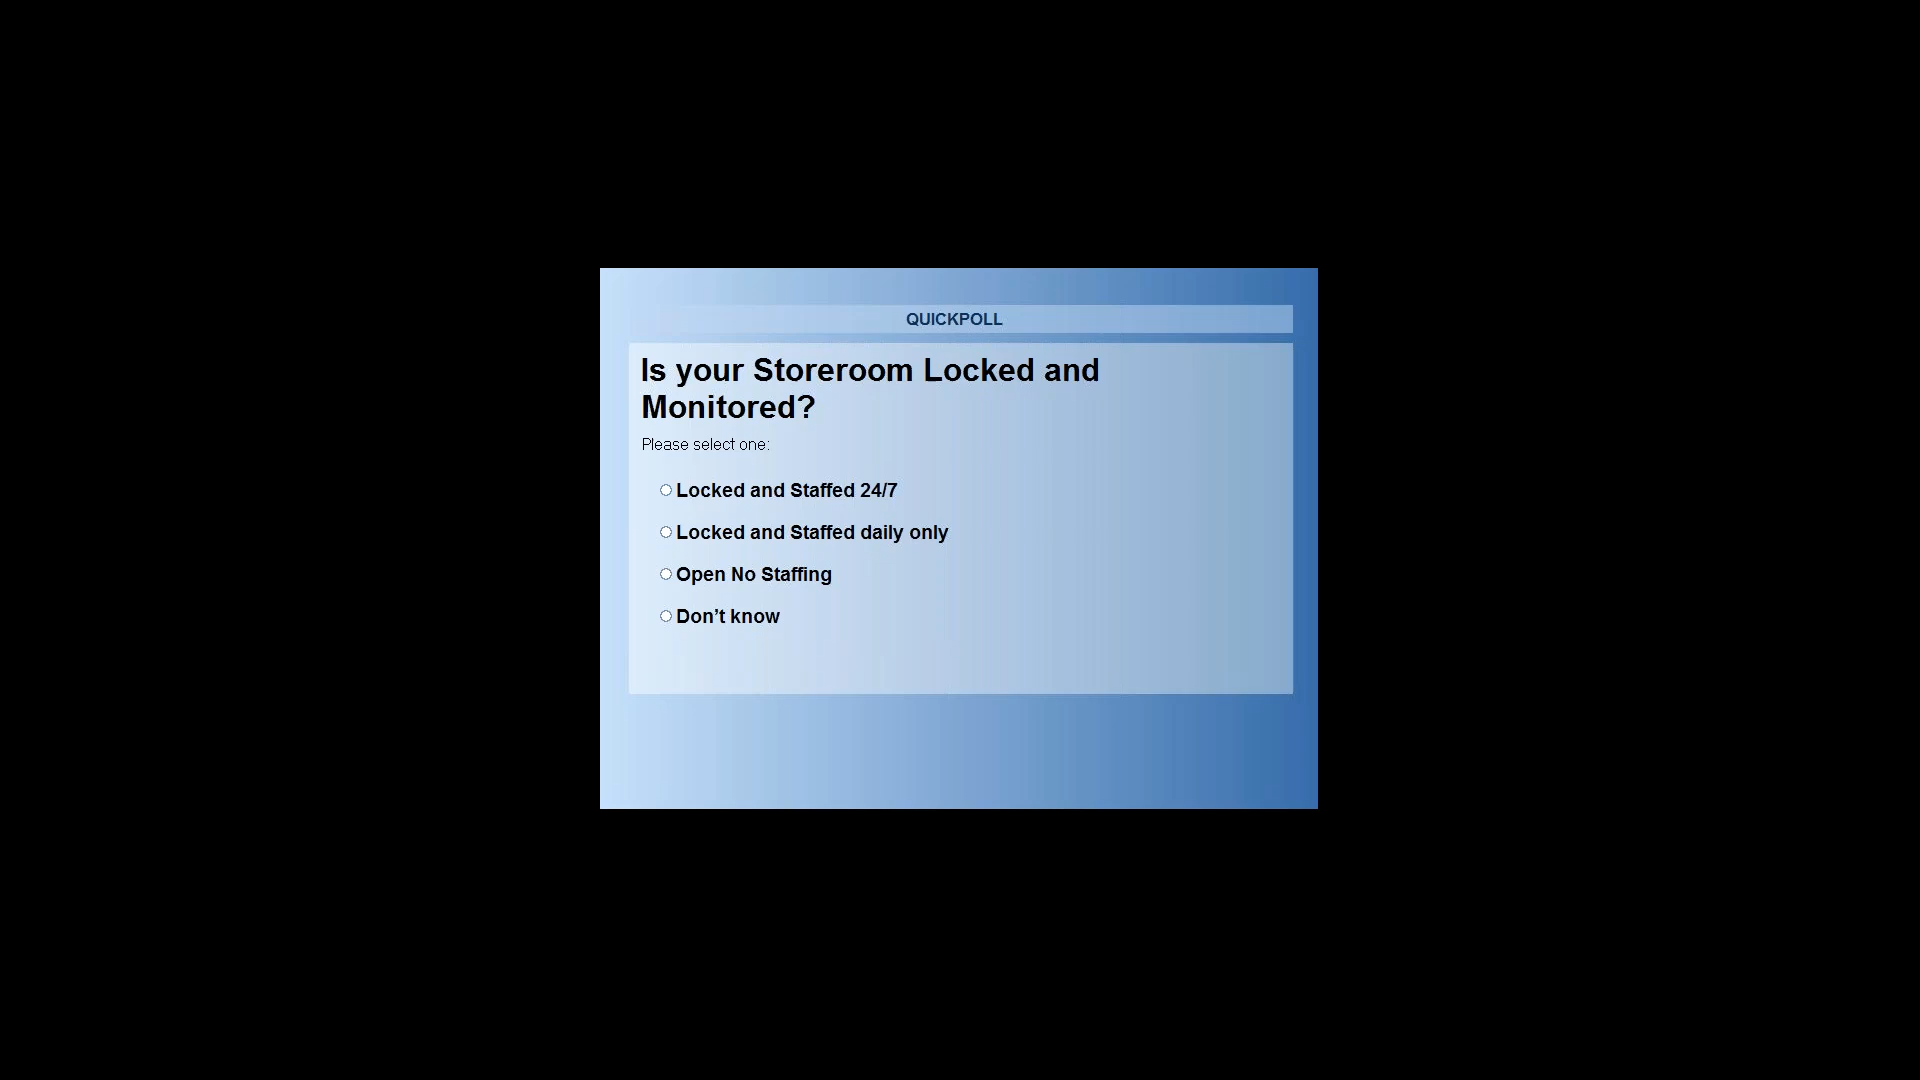 QUICKPOLL
Is your Storeroom Locked and
Monitored?
Please select one:
Locked and Staffed 24/7
Locked and Staffed daily only
Open No Staffing
Don’t know